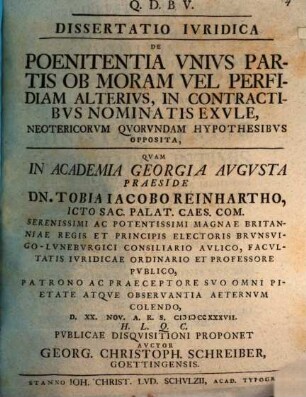 Q. D. B V.
DISSERTATIO IVRIDICA
DE
POENITENTIA VNIVS PAR-
TIS OB MORAM VEL PERFI-
DIAM ALTERIVS, IN CONTRACTI-
BVS NOMINATIS EXVLE,
NEOTERICORVM QVORVNDAM HYPOTHESIBVS
OPPOSITA,
QVAM
IN ACADEMIA GEORGIA AVGVSTA
PRAESIDE
DN. TOBIA IACOBO REINHARTHO,
ICTO SAC. PALAT. CAES. COM.
SERENISSIMI AC POTENTISSIMI MAGNAE BRITAN-
NIAE REGIS ET PRINCIPIS ELECTORIS BRVNSVI-
GO-LVNEBVRGICI CONSILIARIO AVLICO, FACVL-
TATIS IVRIDICAE ORDINARIO ET PROFESSORE
PVBLICO,
PATRONO AC PRAECEPTORE SVO OMNI PI-
ETATE ATQVE OBSERVANTIA AETERNVM
COLENDO,
D. XX. NOV. A. R. S. CIƆIƆCCXXXVII.
H. L. Q. C.
PVBLICAE DISQVISITIONI PROPONET
AVCTOR
GEORG. CHRISTOPH. SCHREIBER,
GOETTINGENSIS.
STANNO IOH. CHRIST. LVD. SCHVLZII, ACAD. TYPOGR